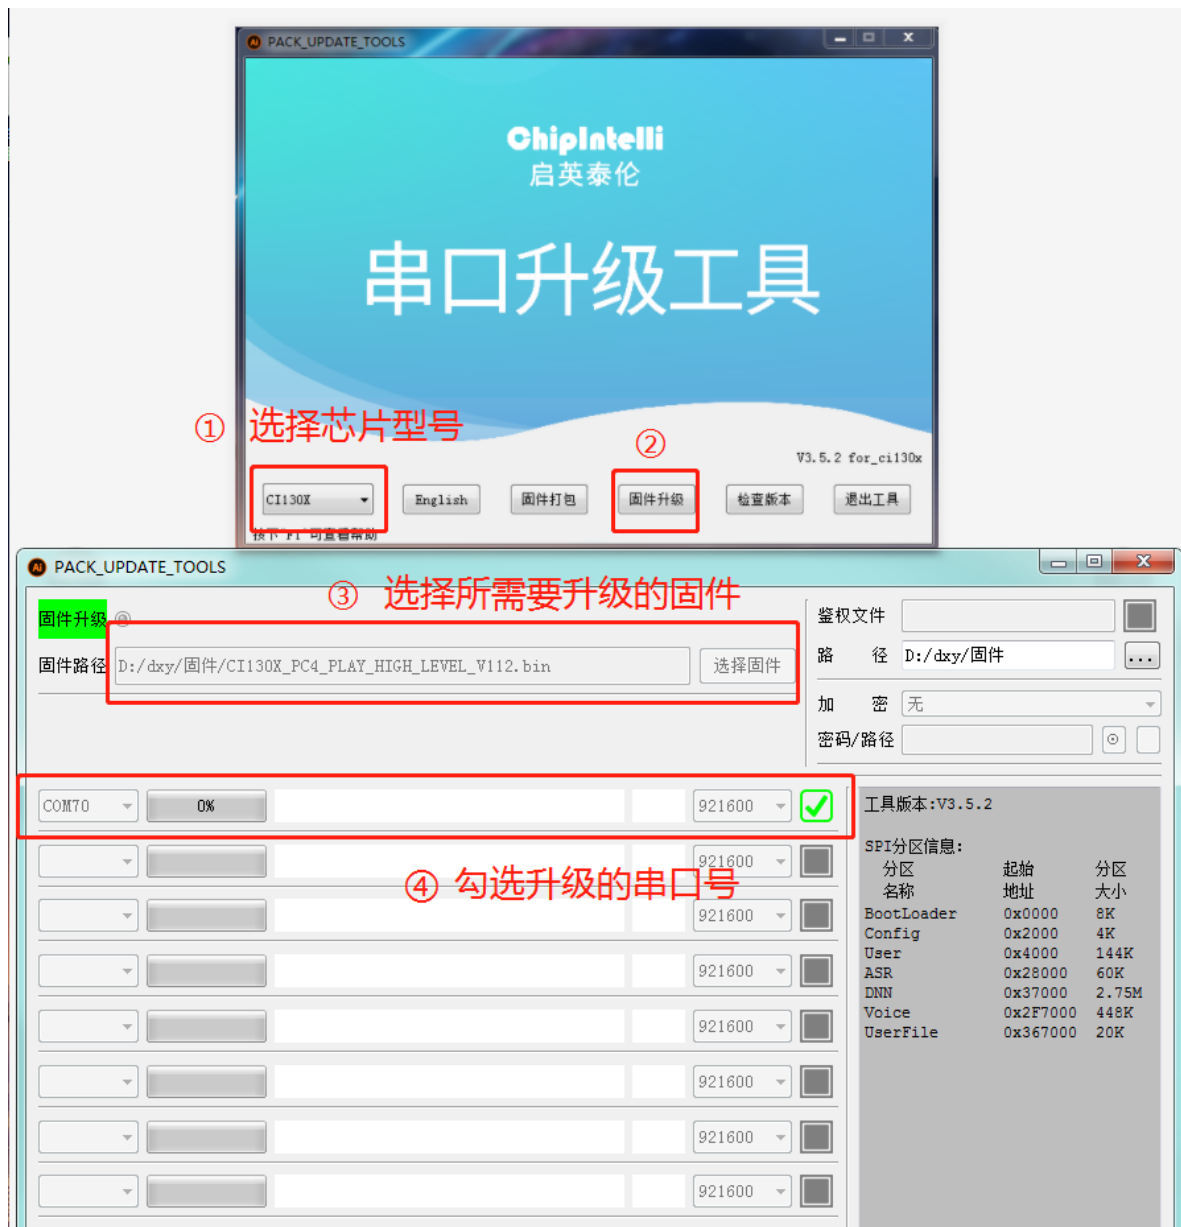 PACK_UPDATE_TOOLS
ChipIntelli
启英泰伦
串口升级工具
① 选择芯片型号
②
V3.5.2 for_ci130x
CI130X English 固件打包 固件升级 检查版本 退出工具
按下"F1"可查看帮助
PACK_UPDATE_TOOLS
③ 选择所需要升级的固件
固件升级
鉴权文件
固件路径 D:/dxy/固件/CI130X_PC4_PLAY_HIGH_LEVEL_V112.bin 选择固件
路 径 D:/dxy/固件 ...
加 密 无
密码/路径
COM70 0% 921600
921600
④ 勾选升级的串口号
921600
921600
921600
921600
921600
921600
工具版本:V3.5.2
SPI分区信息:
分区 起始 分区
名称 地址 大小
BootLoader 0x0000 8K
Config 0x2000 4K
User 0x4000 144K
ASR 0x28000 60K
DNN 0x37000 2.75M
Voice 0x2F7000 448K
UserFile 0x367000 20K